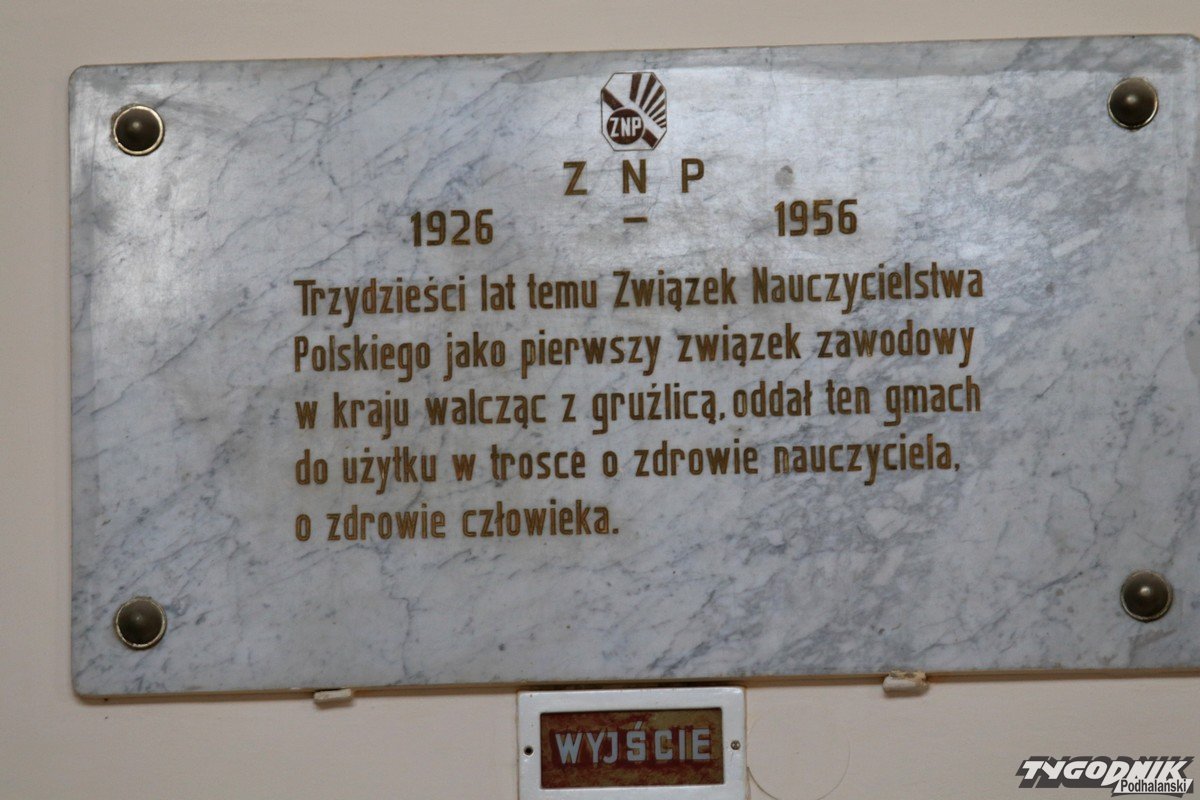 ZNP
Z N P
1926 – 1956
Trzydzieści lat temu Związek Nauczycielstwa
Polskiego jako pierwszy związek zawodowy
w kraju walcząc z gruźlicą, oddał ten gmach
do użytku w trosce o zdrowie nauczyciela,
o zdrowie człowieka.
WYJŚCIE
TYGODNIK
Podhalański